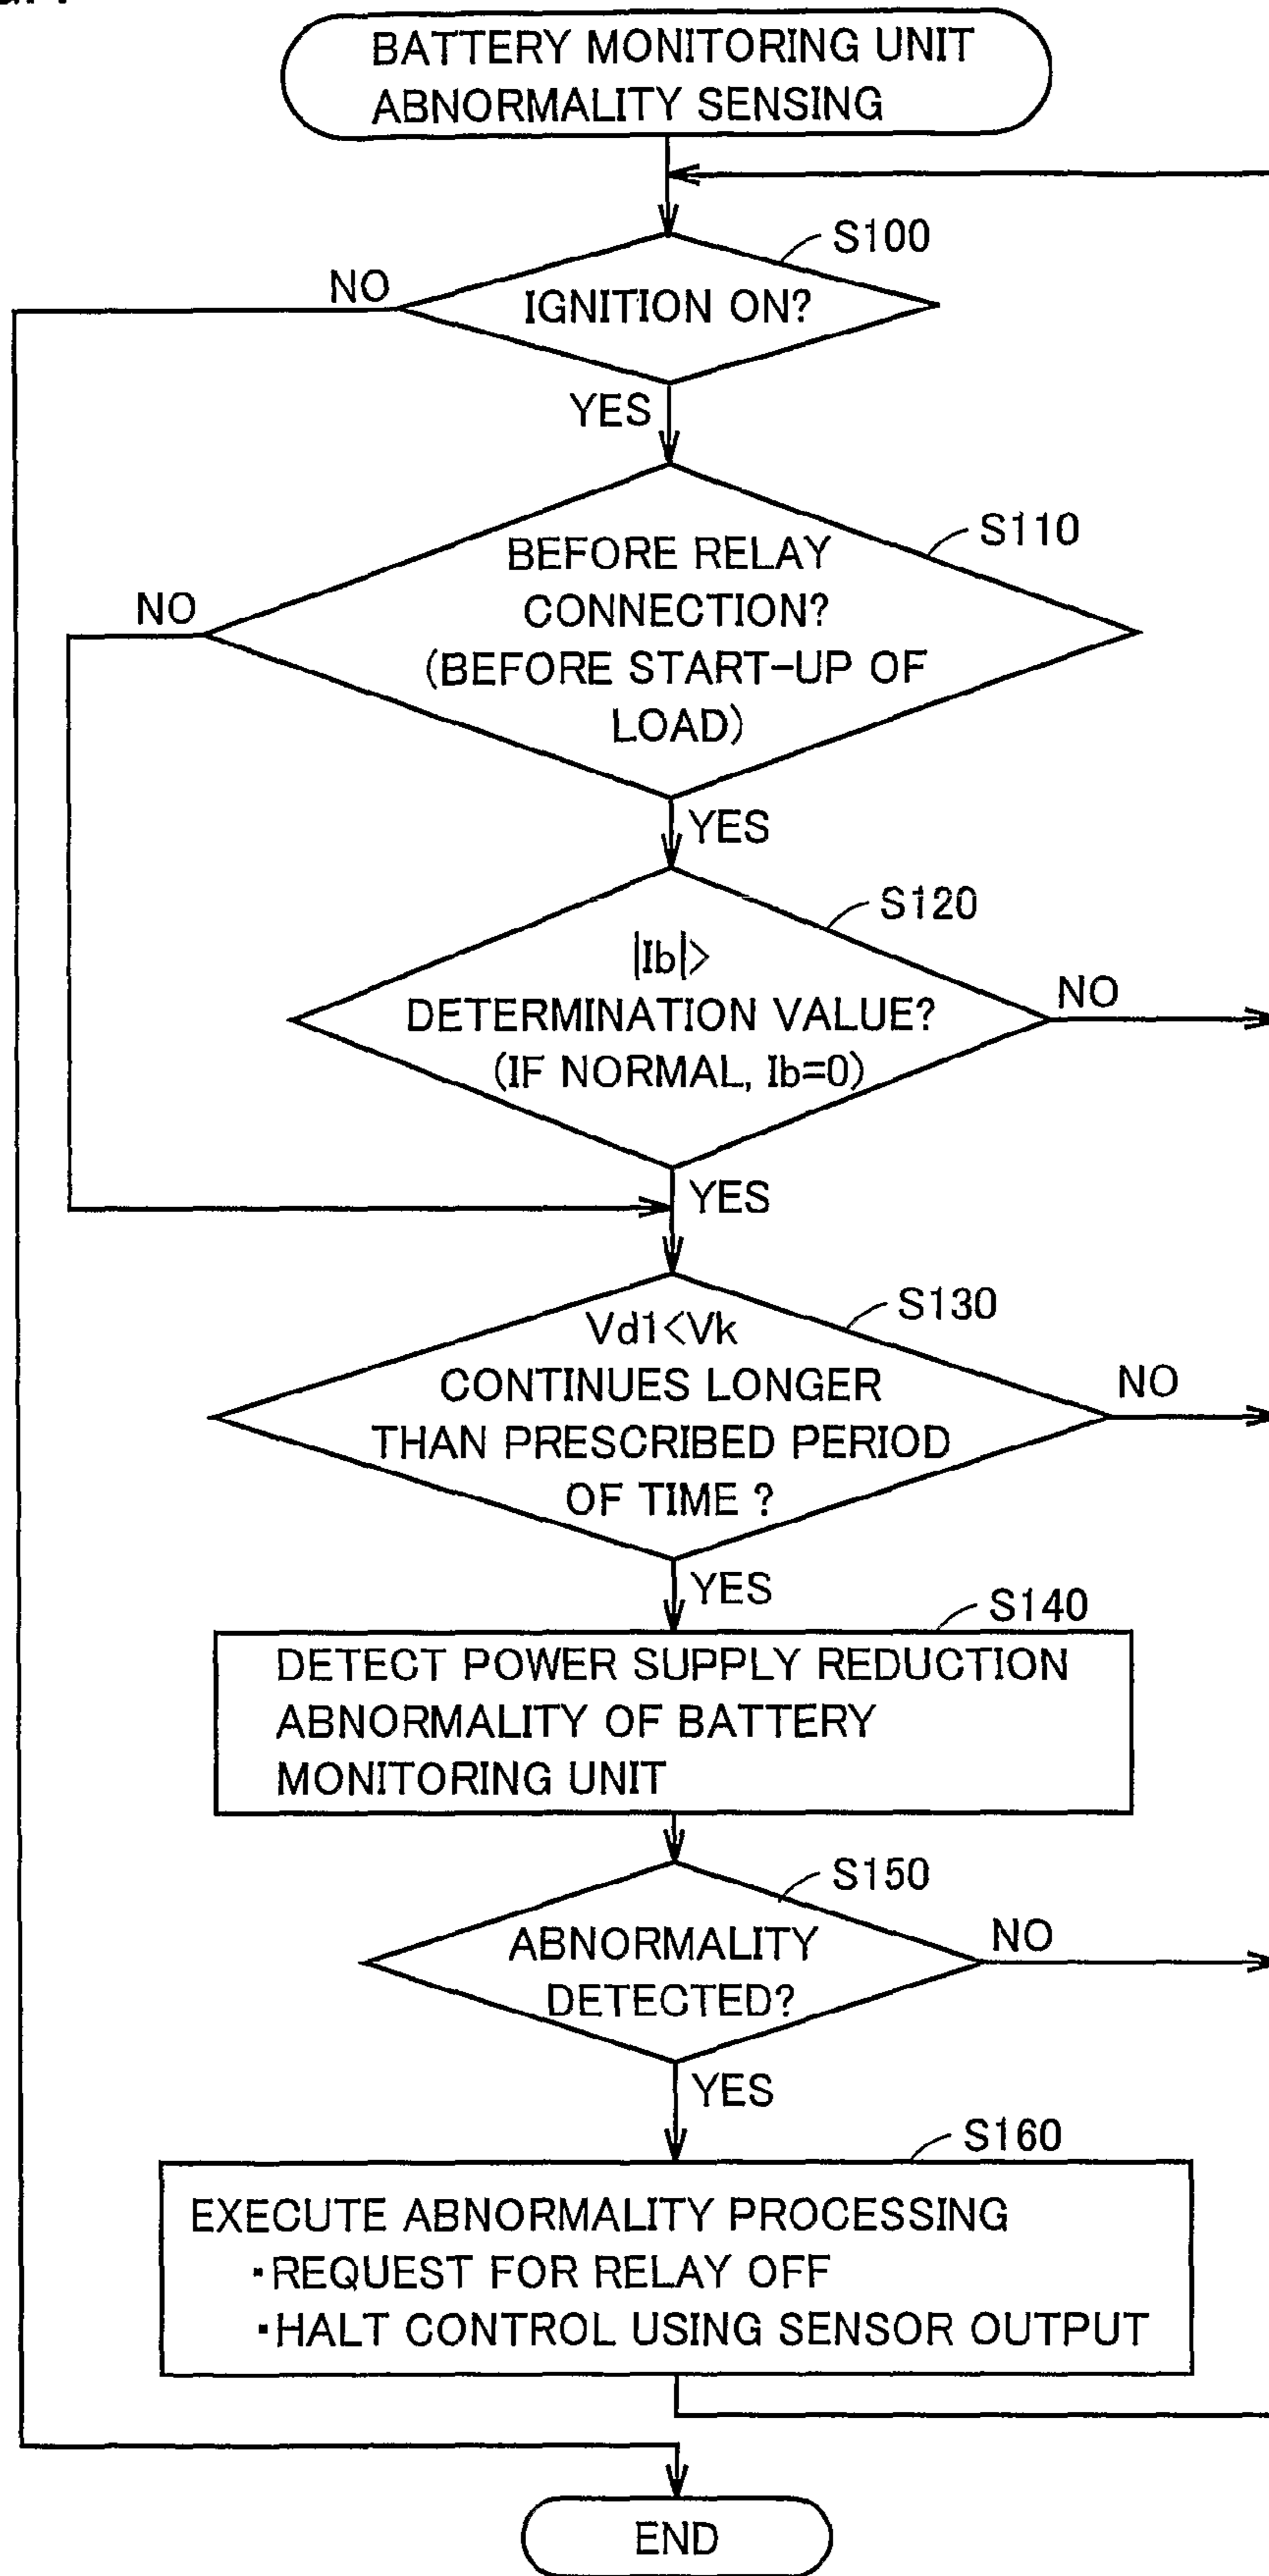 BATTERY MONITORING UNIT
ABNORMALITY SENSING
S100
NO
IGNITION ON?
YES
S110
BEFORE RELAY
CONNECTION?
NO
(BEFORE START-UP OF
LOAD)
YES
S120
|Ib|>
DETERMINATION VALUE?
NO
(IF NORMAL, Ib=0)
YES
S130
Vd1<Vk
CONTINUES LONGER
NO
THAN PRESCRIBED PERIOD
OF TIME ?
YES
S140
DETECT POWER SUPPLY REDUCTION
ABNORMALITY OF BATTERY
MONITORING UNIT
S150
ABNORMALITY
NO
DETECTED?
YES
S160
EXECUTE ABNORMALITY PROCESSING
・REQUEST FOR RELAY OFF
・HALT CONTROL USING SENSOR OUTPUT
END